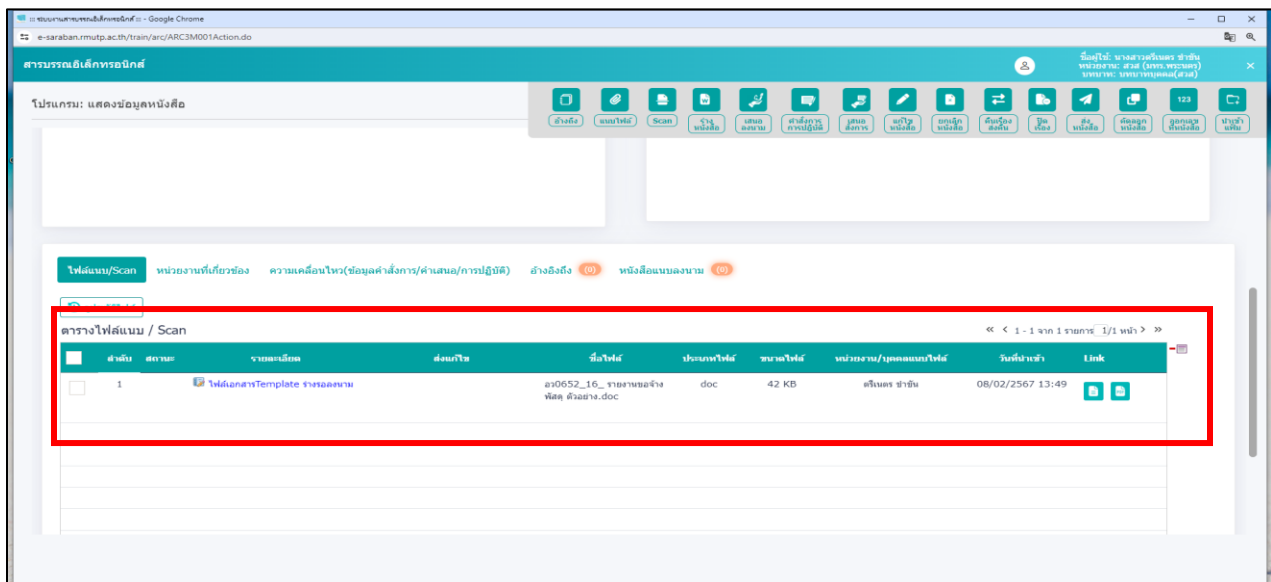 ::: ระบบงานสารบรรณอิเล็กทรอนิกส์ ::: - Google Chrome
e-saraban.rmutp.ac.th/train/arc/ARC3M001Action.do
สารบรรณอิเล็กทรอนิกส์
ชื่อผู้ใช้: นางสาวตรีเนตร ชำชัน
หน่วยงาน: สวส (มทร.พระนคร)
บทบาท: บทบาทบุคคล(สวส)
โปรแกรม: แสดงข้อมูลหนังสือ
123
อ้างถึง แนบไฟล์ Scan ร่างหนังสือ เสนอลงนาม คำสั่งการการปฏิบัติ เสนอสั่งการ แก้ไขหนังสือ ยกเลิกหนังสือ คืนเรื่องส่งคืน ปิดเรื่อง ส่งหนังสือ คัดลอกหนังสือ ออกเลขที่หนังสือ นำเข้าแฟ้ม
ไฟล์แนบ/Scan หน่วยงานที่เกี่ยวข้อง ความเคลื่อนไหว(ข้อมูลคำสั่งการ/คำเสนอ/การปฏิบัติ) อ้างอิงถึง (0) หนังสือแนบลงนาม (0)
ตารางไฟล์แนบ / Scan
1 - 1 จาก 1 รายการ 1/1 หน้า
ลำดับ สถานะ รายละเอียด ส่งแก้ไข ชื่อไฟล์ ประเภทไฟล์ ขนาดไฟล์ หน่วยงาน/บุคคลแนบไฟล์ วันที่นำเข้า Link
1 ไฟล์เอกสารTemplate ร่างรอลงนาม อว0652_16_ รายงานขอจ้าง doc 42 KB ตรีเนตร ชำชัน 08/02/2567 13:49
พัสดุ ตัวอย่าง.doc